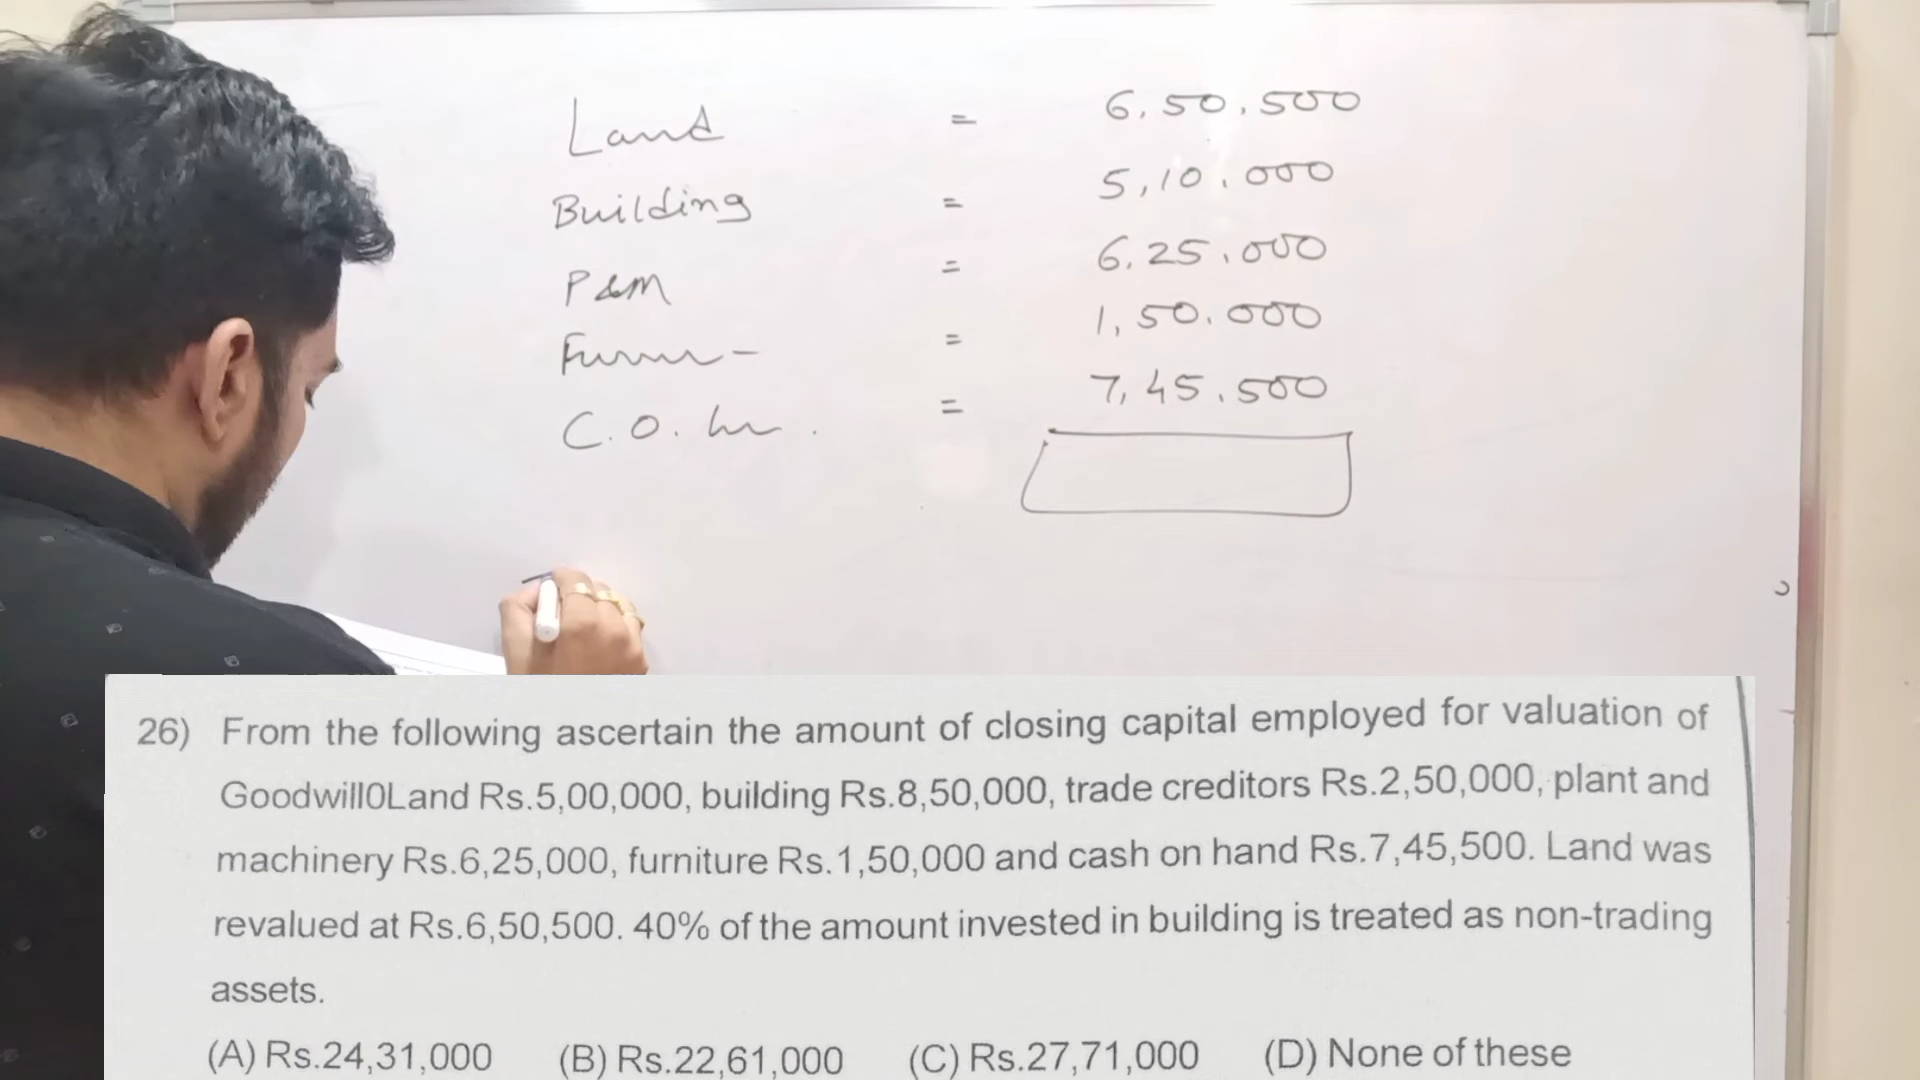 Land = 6,50,500
Building = 5,10,000
P&M = 6,25,000
= 1,50,000
C.O. = 7,45,500
26) From the following ascertain the amount of closing capital employed for valuation of
Goodwill0Land Rs.5,00,000, building Rs.8,50,000, trade creditors Rs.2,50,000, plant and
machinery Rs.6,25,000, furniture Rs.1,50,000 and cash on hand Rs.7,45,500. Land was
revalued at Rs.6,50,500. 40% of the amount invested in building is treated as non-trading
assets.
(A) Rs.24,31,000 (B) Rs.22,61,000 (C) Rs.27,71,000 (D) None of these